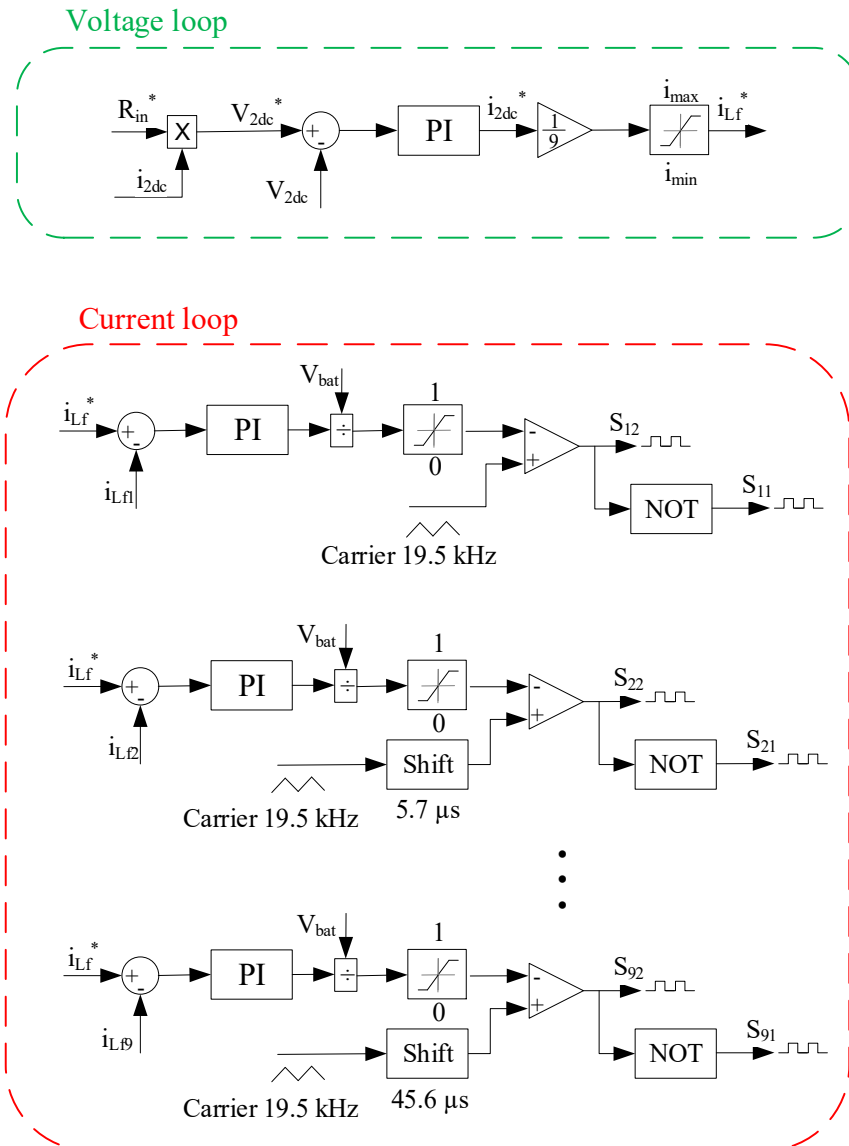 Voltage loop
R_in^* V_2dc^* + - PI i_2dc^* 1/9 i_max i_Lf^*
X
i_2dc V_2dc i_min
Current loop
V_bat
i_Lf^* + - PI ÷ 1 0 - + S_12
i_Lf1 NOT S_11
Carrier 19.5 kHz
V_bat
i_Lf^* + - PI ÷ 1 0 - + S_22
i_Lf2 Shift NOT S_21
Carrier 19.5 kHz 5.7 µs
V_bat
i_Lf^* + - PI ÷ 1 0 - + S_92
i_Lf9 Shift NOT S_91
Carrier 19.5 kHz 45.6 µs